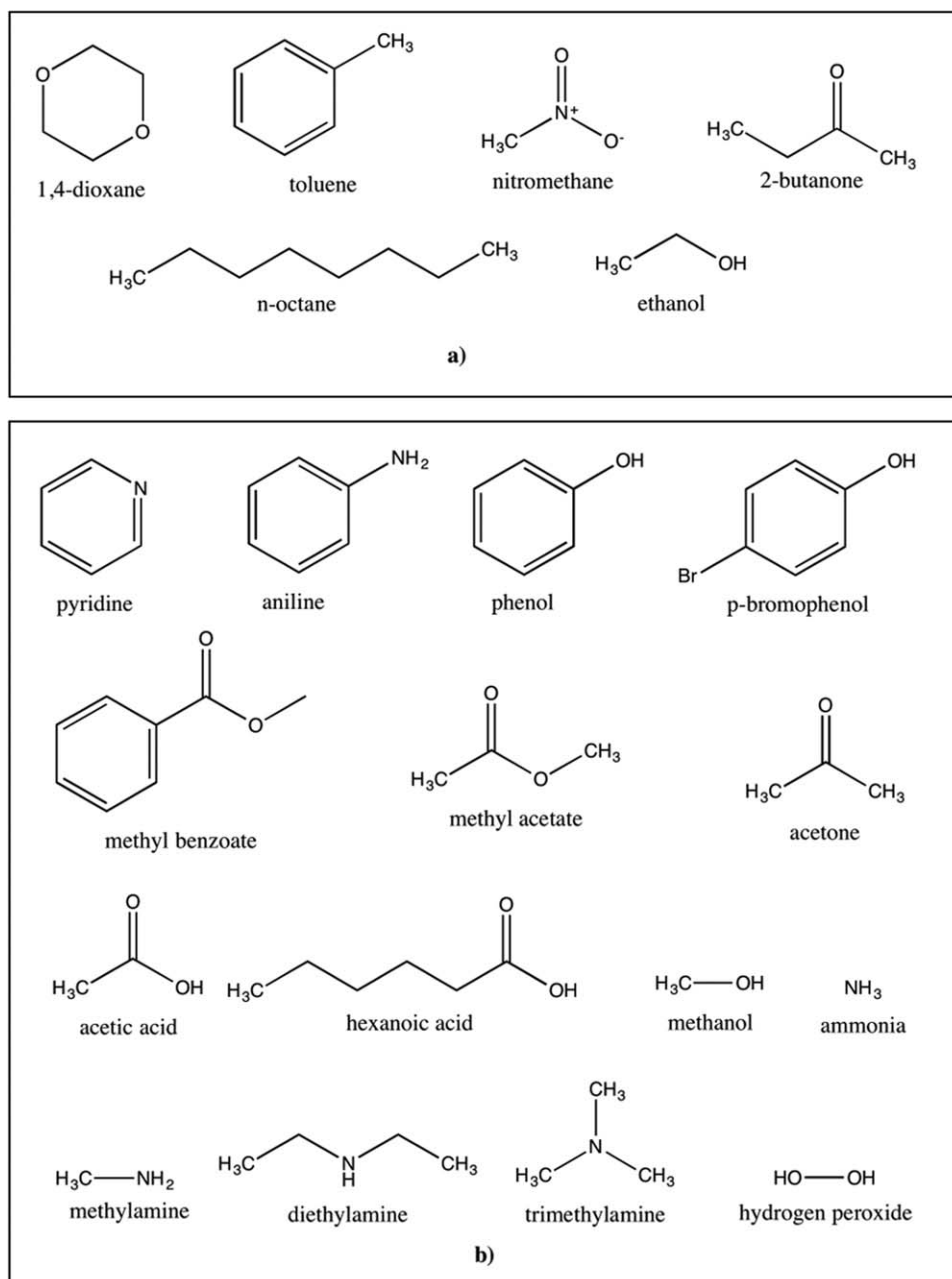 O
O
1,4-dioxane
CH₃
toluene
O
N⁺
H₃C
O⁻
nitromethane
O
H₃C
CH₃
2-butanone
H₃C
CH₃
n-octane
H₃C
OH
ethanol
a)
N
pyridine
NH₂
aniline
OH
phenol
OH
Br
p-bromophenol
O
O
methyl benzoate
O
CH₃
H₃C
O
methyl acetate
O
H₃C
CH₃
acetone
O
H₃C
OH
acetic acid
O
H₃C
OH
hexanoic acid
H₃C OH
methanol
NH₃
ammonia
H₃C NH₂
methylamine
H₃C
N
H
CH₃
diethylamine
CH₃
N
H₃C
CH₃
trimethylamine
HO OH
hydrogen peroxide
b)